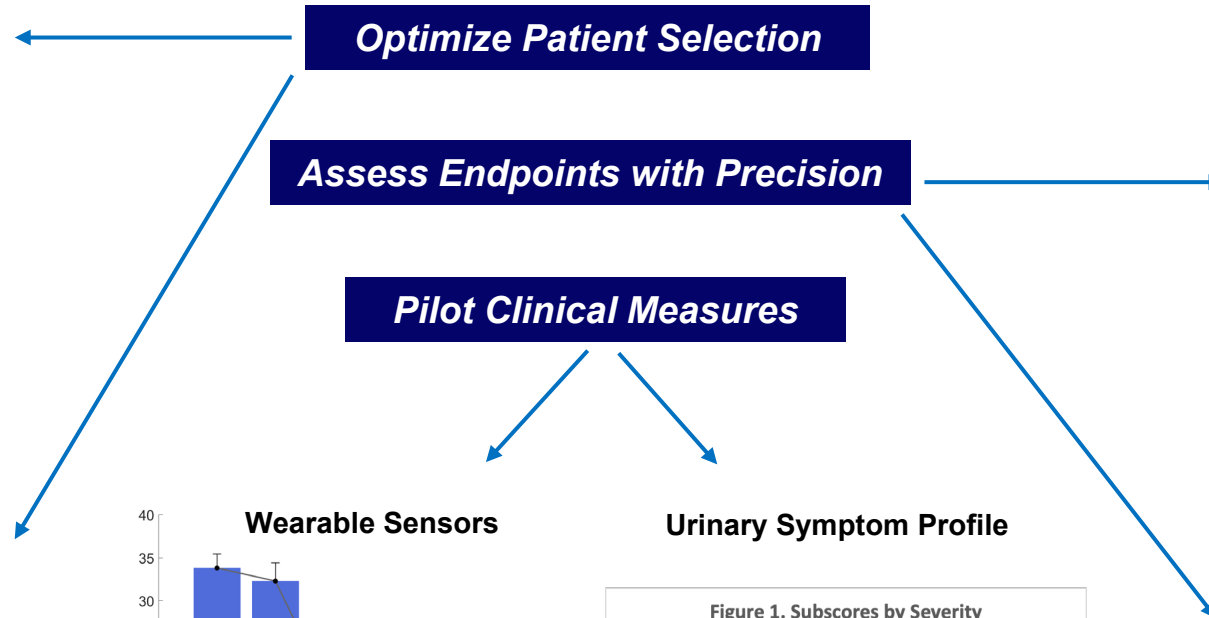 Optimize Patient Selection
Assess Endpoints with Precision
Pilot Clinical Measures
Wearable Sensors
Urinary Symptom Profile
40
35
30
Figure 1. Subscores by Severity